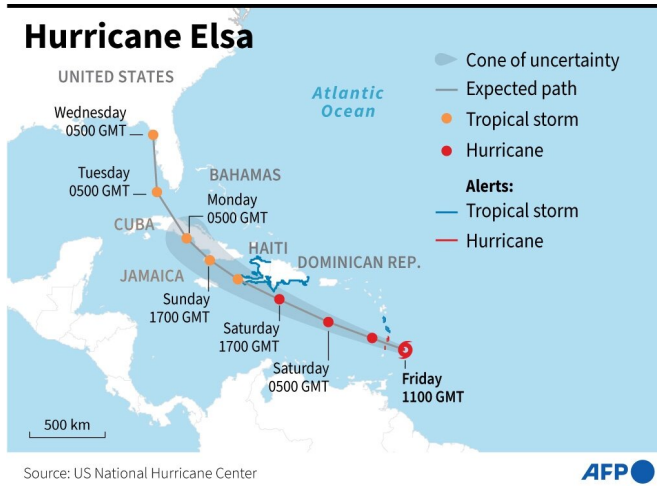 Hurricane Elsa
Cone of uncertainty
Expected path
Tropical storm
Hurricane
Alerts:
Tropical storm
Hurricane
UNITED STATES
Atlantic
Ocean
Wednesday
0500 GMT
Tuesday
0500 GMT
BAHAMAS
Monday
0500 GMT
CUBA
HAITI
DOMINICAN REP.
JAMAICA
Sunday
1700 GMT
Saturday
1700 GMT
Saturday
0500 GMT
Friday
1100 GMT
500 km
Source: US National Hurricane Center
AFP